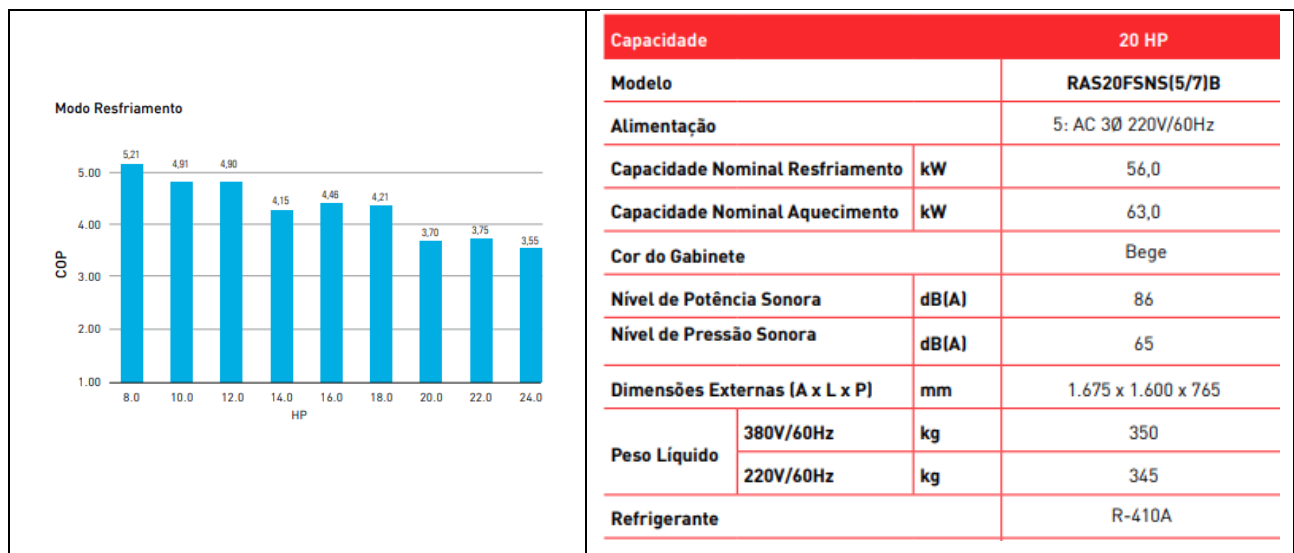 Modo Resfriamento
5,21
4,91
4,90
4,15
4,46
4,21
3,70
3,75
3,55
5.00
4.00
3.00
2.00
1.00
COP
8.0 10.0 12.0 14.0 16.0 18.0 20.0 22.0 24.0
HP
Capacidade 20 HP
Modelo RAS20FSNS(5/7)B
Alimentação 5: AC 3Ø 220V/60Hz
Capacidade Nominal Resfriamento kW 56,0
Capacidade Nominal Aquecimento kW 63,0
Cor do Gabinete Bege
Nível de Potência Sonora dB(A) 86
Nível de Pressão Sonora dB(A) 65
Dimensões Externas (A x L x P) mm 1.675 x 1.600 x 765
Peso Líquido
380V/60Hz kg 350
220V/60Hz kg 345
Refrigerante R-410A